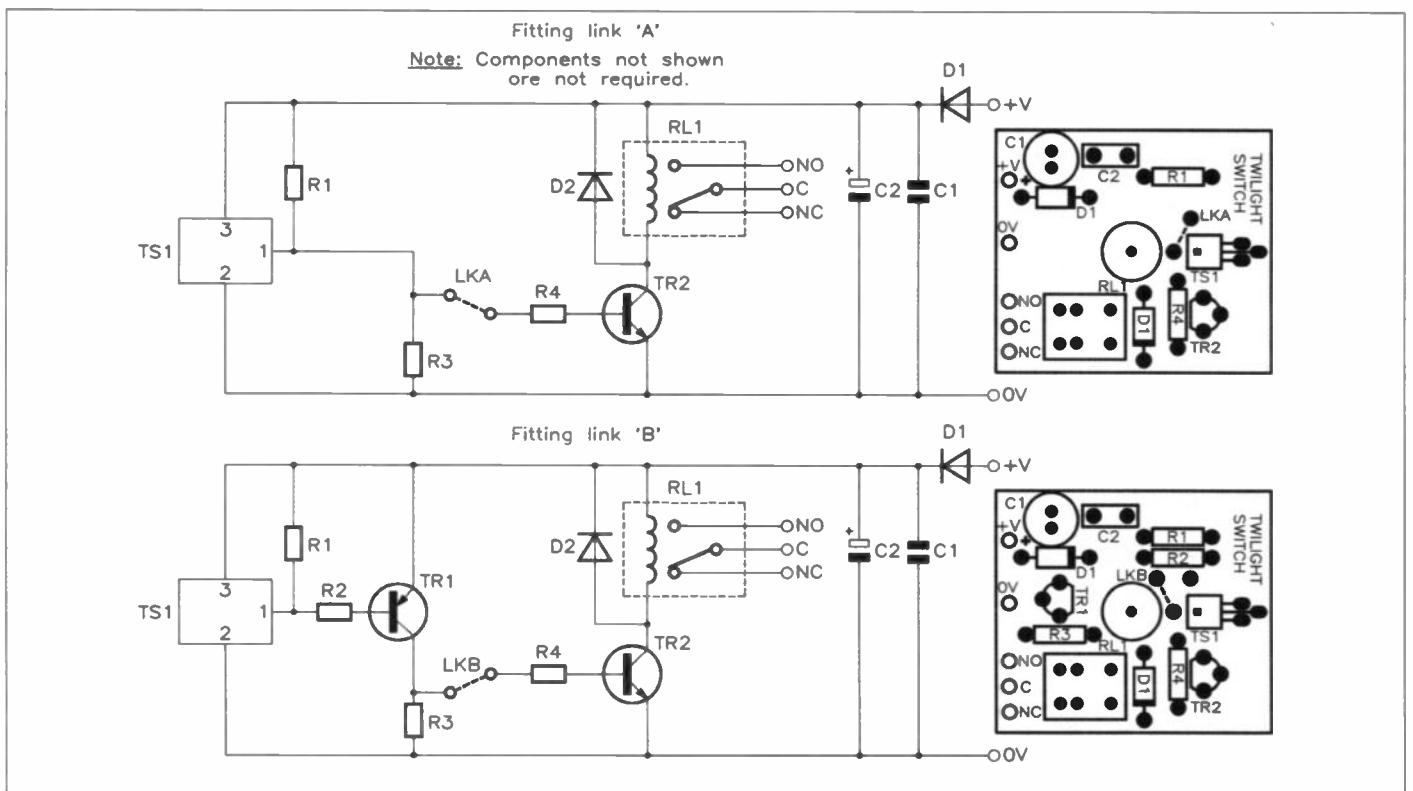 Fitting link 'A'
Note: Components not shown
ore not required.
D1
+V
R1
D2
RL1
NO
C
NC
+
C2
C1
TS1
3
1
2
LKA
R4
TR2
R3
0V
C1
+V
+
C2
R1
TWILIGHT
SWITCH
D1
LKA
0V
TS1
RL1
NO
C
NC
D1
R4
TR2
Fitting link 'B'
D1
+V
R1
D2
RL1
NO
C
NC
+
C2
C1
TS1
3
1
2
R2
TR1
LKB
R4
TR2
R3
0V
C1
+V
+
C2
R1
R2
TWILIGHT
SWITCH
D1
LKB
0V
TR1
TS1
R3
RL1
NO
C
NC
D1
R4
TR2